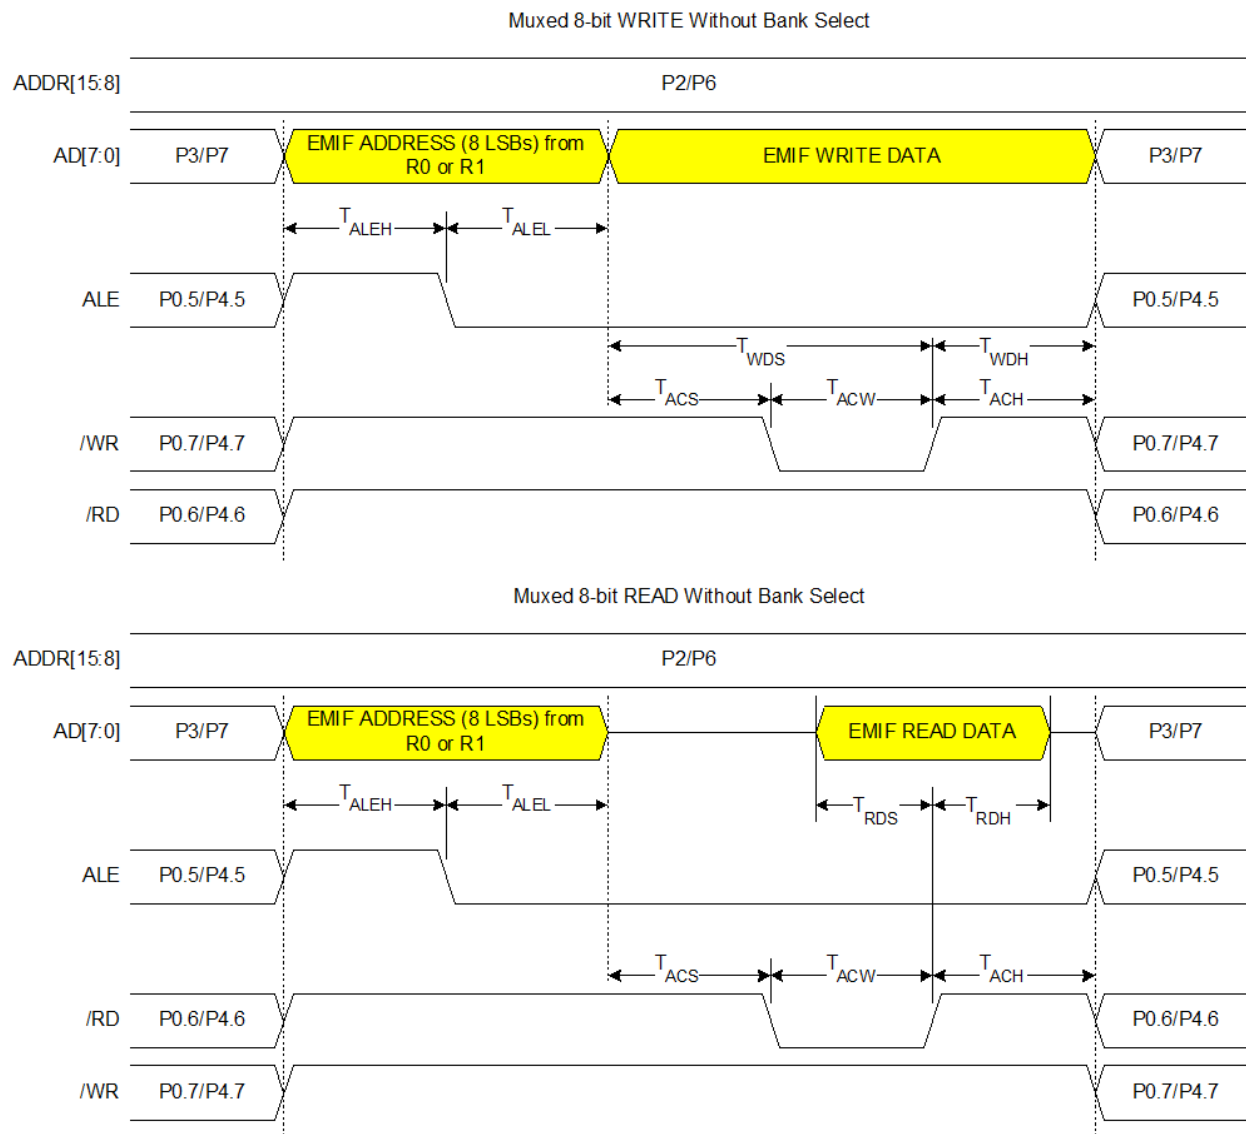 Muxed 8-bit WRITE Without Bank Select
ADDR[15:8] P2/P6
AD[7:0] P3/P7 EMIF ADDRESS (8 LSBs) from R0 or R1 EMIF WRITE DATA P3/P7
TALEH TALEL
ALE P0.5/P4.5 P0.5/P4.5
TWDS TWDH
TACS TACW TACH
/WR P0.7/P4.7 P0.7/P4.7
/RD P0.6/P4.6 P0.6/P4.6
Muxed 8-bit READ Without Bank Select
ADDR[15:8] P2/P6
AD[7:0] P3/P7 EMIF ADDRESS (8 LSBs) from R0 or R1 EMIF READ DATA P3/P7
TALEH TALEL TRDS TRDH
ALE P0.5/P4.5 P0.5/P4.5
TACS TACW TACH
/RD P0.6/P4.6 P0.6/P4.6
/WR P0.7/P4.7 P0.7/P4.7